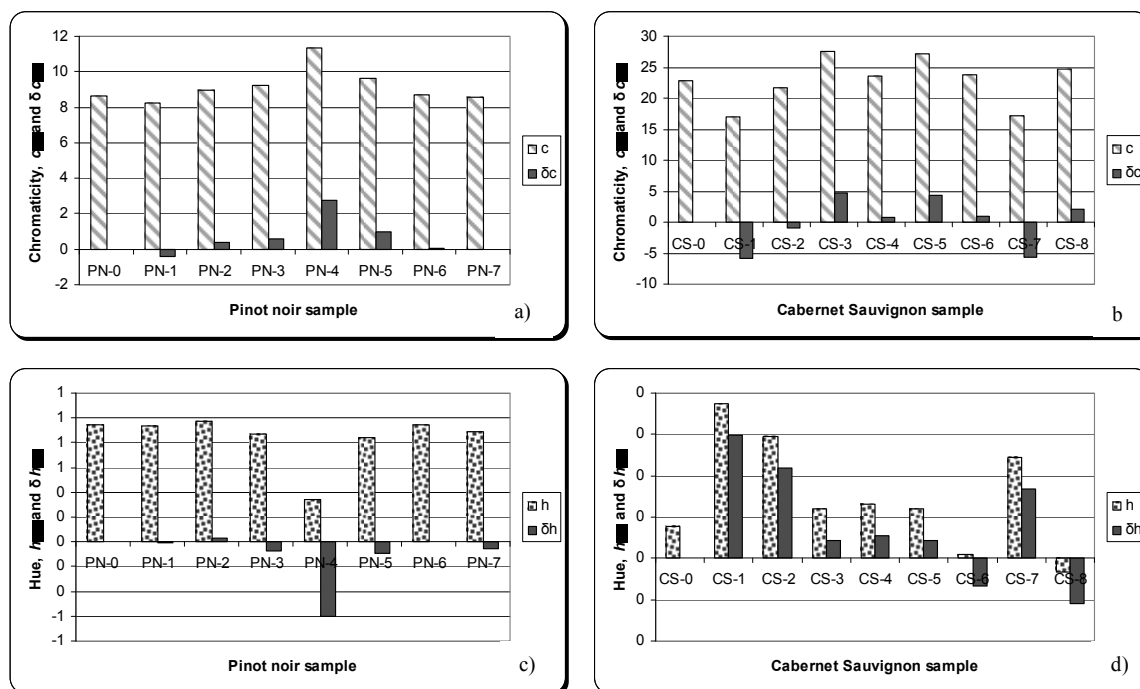 12
10
8
6
4
2
0
-2
Chromaticity, c and δc
PN-0 PN-1 PN-2 PN-3 PN-4 PN-5 PN-6 PN-7
Pinot noir sample
c
δc
a)
30
25
20
15
10
5
0
-5
-10
Chromaticity, c and δc
CS-0 CS-1 CS-2 CS-3 CS-4 CS-5 CS-6 CS-7 CS-8
Cabernet Sauvignon sample
c
δc
b
1
1
1
1
0
0
0
0
0
-1
-1
Hue, h and δh
PN-0 PN-1 PN-2 PN-3 PN-4 PN-5 PN-6 PN-7
Pinot noir sample
h
δh
c)
0
0
0
0
0
0
0
Hue, h and δh
CS-0 CS-1 CS-2 CS-3 CS-4 CS-5 CS-6 CS-7 CS-8
Cabernet Sauvignon sample
h
δh
d)